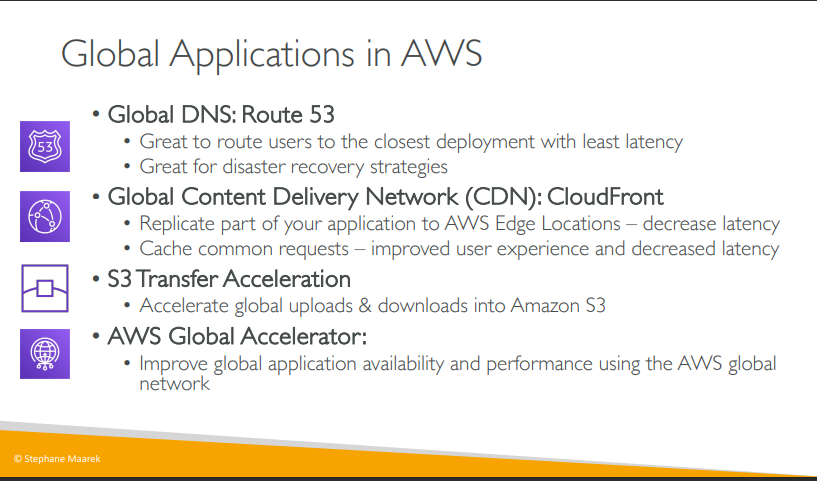 Global Applications in AWS
• Global DNS: Route 53
• Great to route users to the closest deployment with least latency
• Great for disaster recovery strategies
53
• Global Content Delivery Network (CDN): CloudFront
• Replicate part of your application to AWS Edge Locations – decrease latency
• Cache common requests – improved user experience and decreased latency
• S3 Transfer Acceleration
• Accelerate global uploads & downloads into Amazon S3
• AWS Global Accelerator:
• Improve global application availability and performance using the AWS global
network
© Stephane Maarek